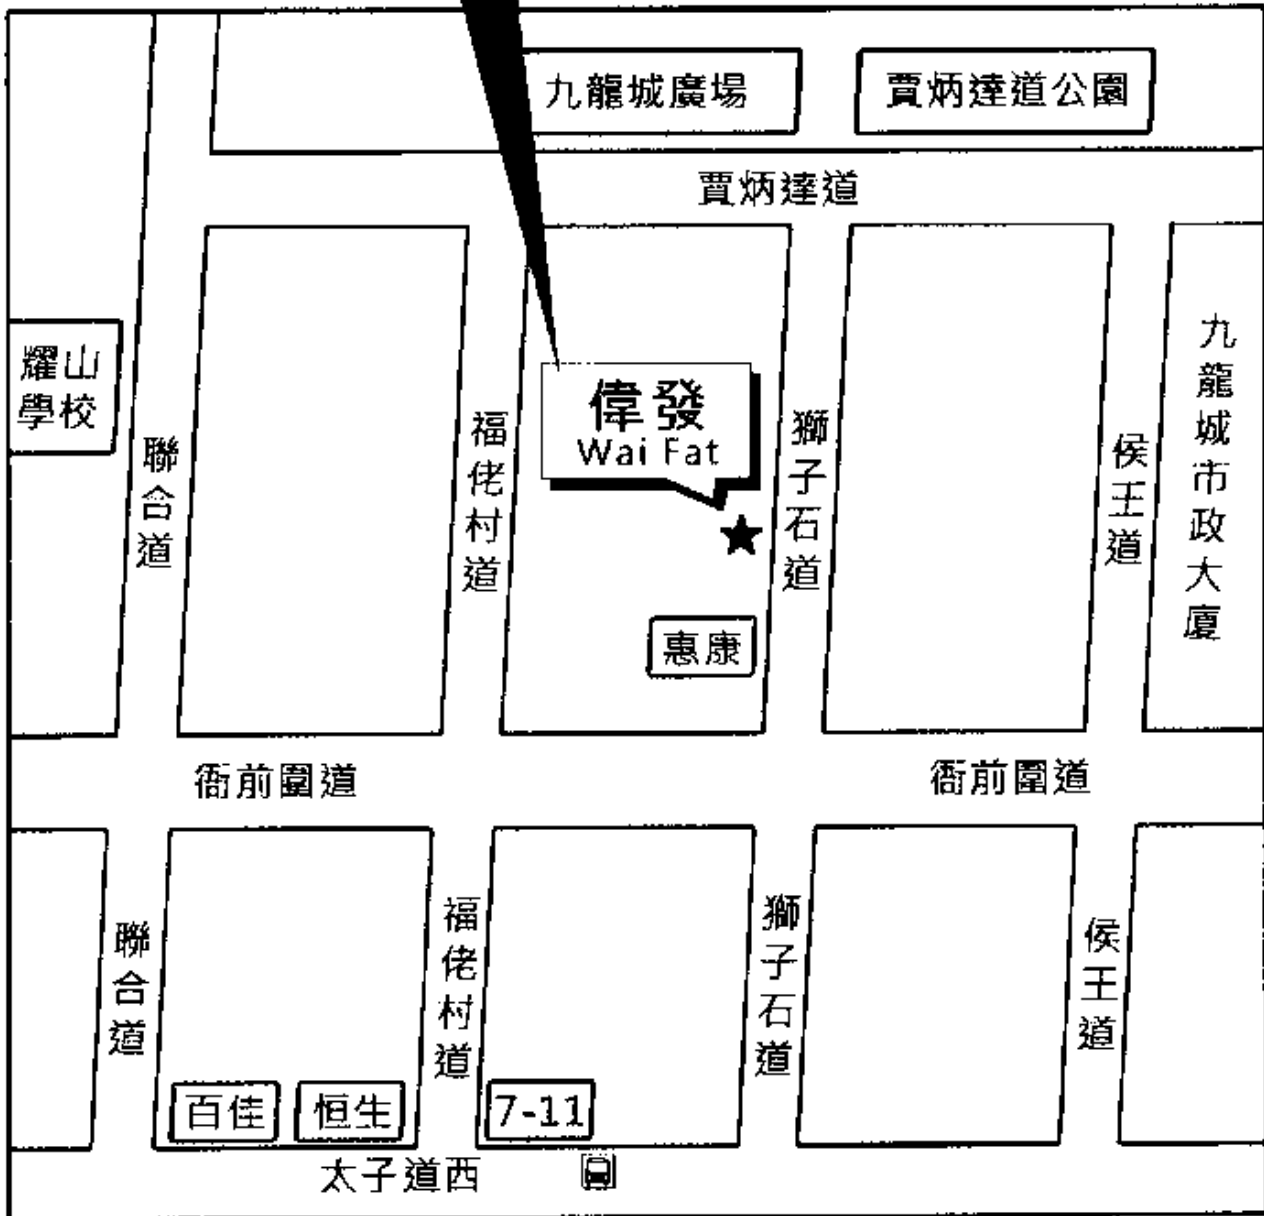 九龍城廣場
賈炳達道公園
賈炳達道
耀山
學校
聯合道
福佬村道
偉發
Wai Fat
獅子石道
侯王道
九龍城市政大廈
惠康
衙前圍道
衙前圍道
聯合道
福佬村道
獅子石道
侯王道
百佳
恒生
7-11
太子道西